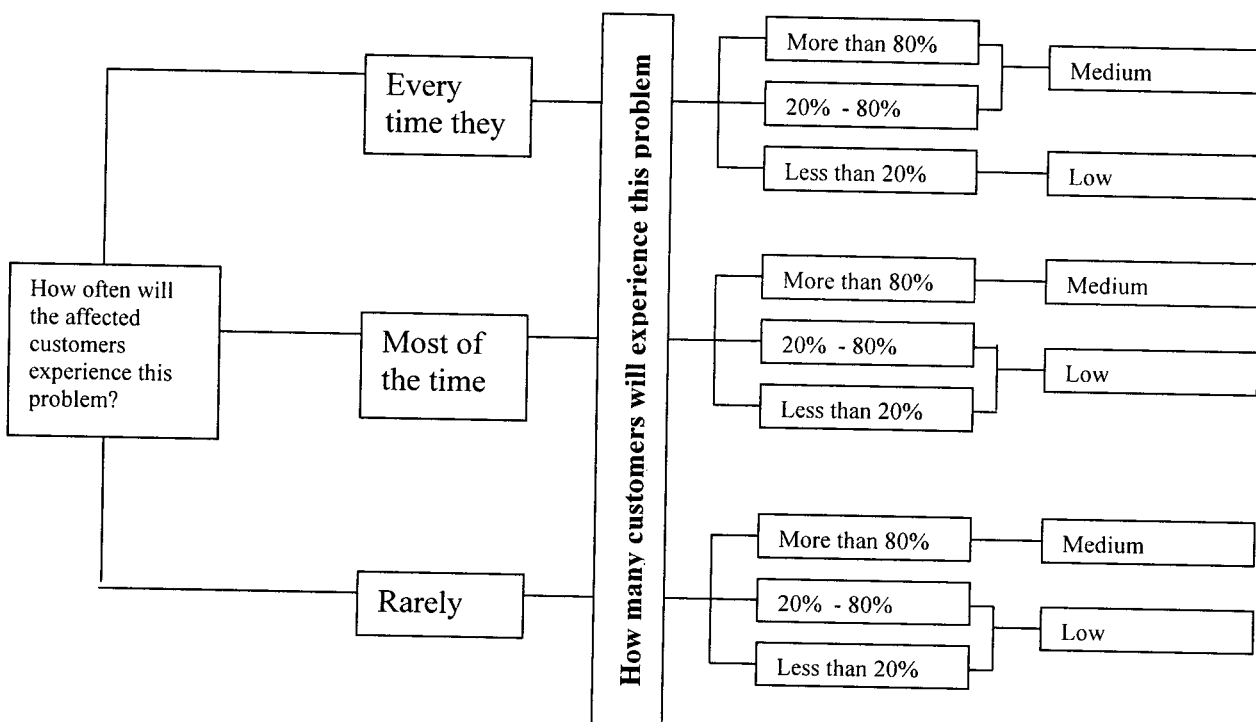 How often will
the affected
customers
experience this
problem?
Every
time they
Most of
the time
Rarely
How many customers will experience this problem
More than 80%
20% - 80%
Less than 20%
Medium
Low
More than 80%
20% - 80%
Less than 20%
Medium
Low
More than 80%
20% - 80%
Less than 20%
Medium
Low